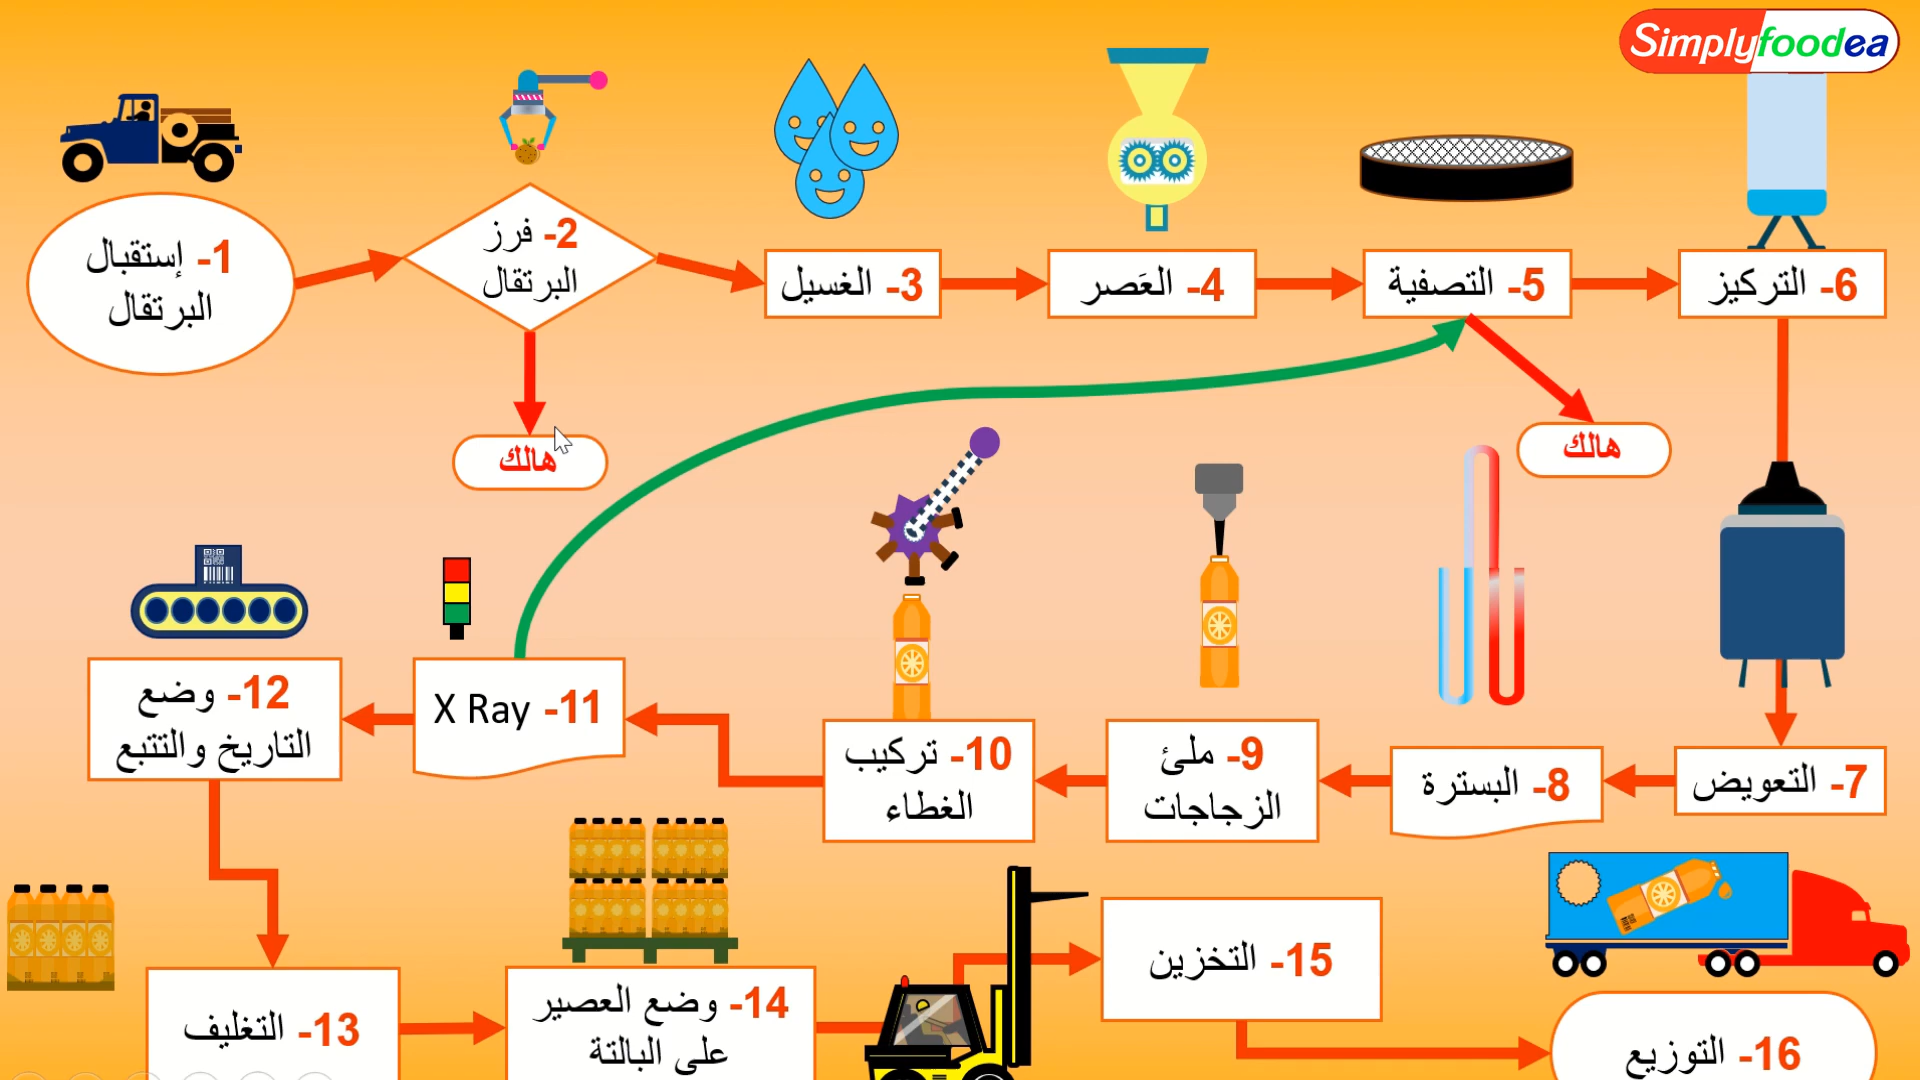 Simplyfoodea
1- إستقبال
البرتقال
2- فرز
البرتقال
3- الغسيل
4- العَصر
5- التصفية
6- التركيز
هالك
هالك
7- التعويض
8- البسترة
9- ملئ
الزجاجات
10- تركيب
الغطاء
11- X Ray
12- وضع
التاريخ والتتبع
13- التغليف
14- وضع العصير
على البالتة
15- التخزين
16- التوزيع